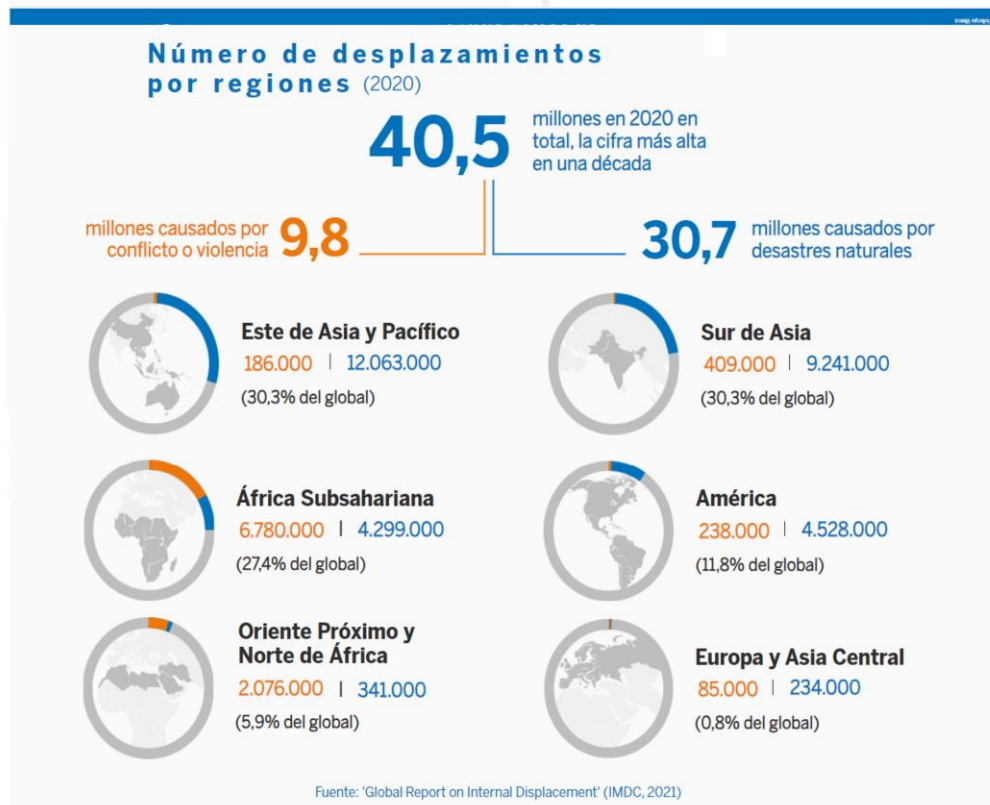 Número de desplazamientos
por regiones (2020)
40,5
millones en 2020 en
total, la cifra más alta
en una década
millones causados por
conflicto o violencia
9,8
30,7
millones causados por
desastres naturales
Este de Asia y Pacífico
186.000 | 12.063.000
(30,3% del global)
Sur de Asia
409.000 | 9.241.000
(30,3% del global)
África Subsahariana
6.780.000 | 4.299.000
(27,4% del global)
América
238.000 | 4.528.000
(11,8% del global)
Oriente Próximo y
Norte de África
2.076.000 | 341.000
(5,9% del global)
Europa y Asia Central
85.000 | 234.000
(0,8% del global)
Fuente: 'Global Report on Internal Displacement' (IMDC, 2021)